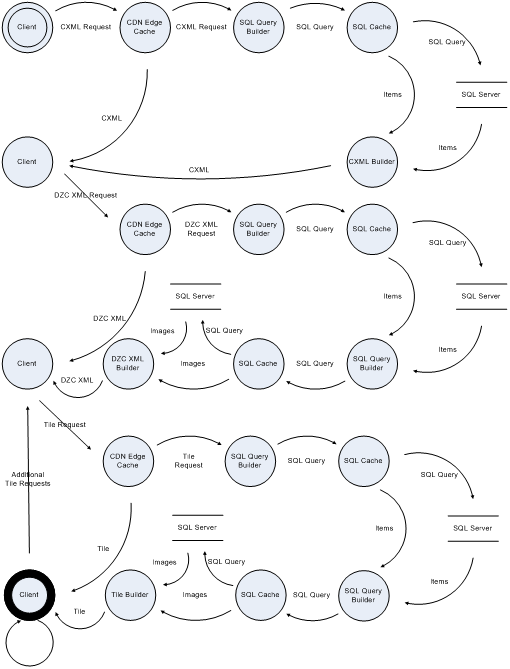 Client
CXML Request
CDN Edge
Cache
CXML Request
SQL Query
Builder
SQL Query
SQL Cache
SQL Query
SQL Server
Items
Items
CXML
Client
CXML
CXML Builder
DZC XML Request
CDN Edge
Cache
DZC XML
Request
SQL Query
Builder
SQL Query
SQL Cache
SQL Query
SQL Server
SQL Server
Items
DZC XML
Images
SQL Query
Items
Client
DZC XML
DZC XML
Builder
Images
SQL Cache
SQL Query
SQL Query
Builder
Tile Request
CDN Edge
Cache
Tile
Request
SQL Query
Builder
SQL Query
SQL Cache
SQL Query
Additional
Tile Requests
SQL Server
SQL Server
Items
Tile
Images
SQL Query
Items
Client
Tile
Tile Builder
Images
SQL Cache
SQL Query
SQL Query
Builder